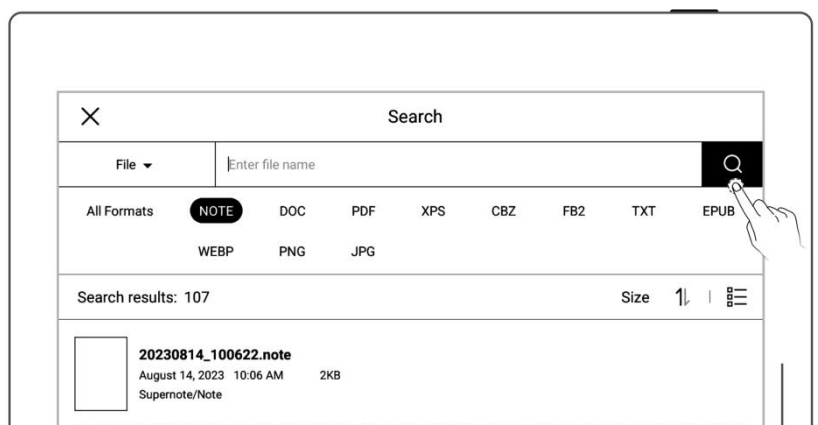 Search
File Enter file name
All Formats NOTE DOC PDF XPS CBZ FB2 TXT EPUB
WEBP PNG JPG
Search results: 107 Size
20230814_100622.note
August 14, 2023 10:06 AM 2KB
Supernote/Note